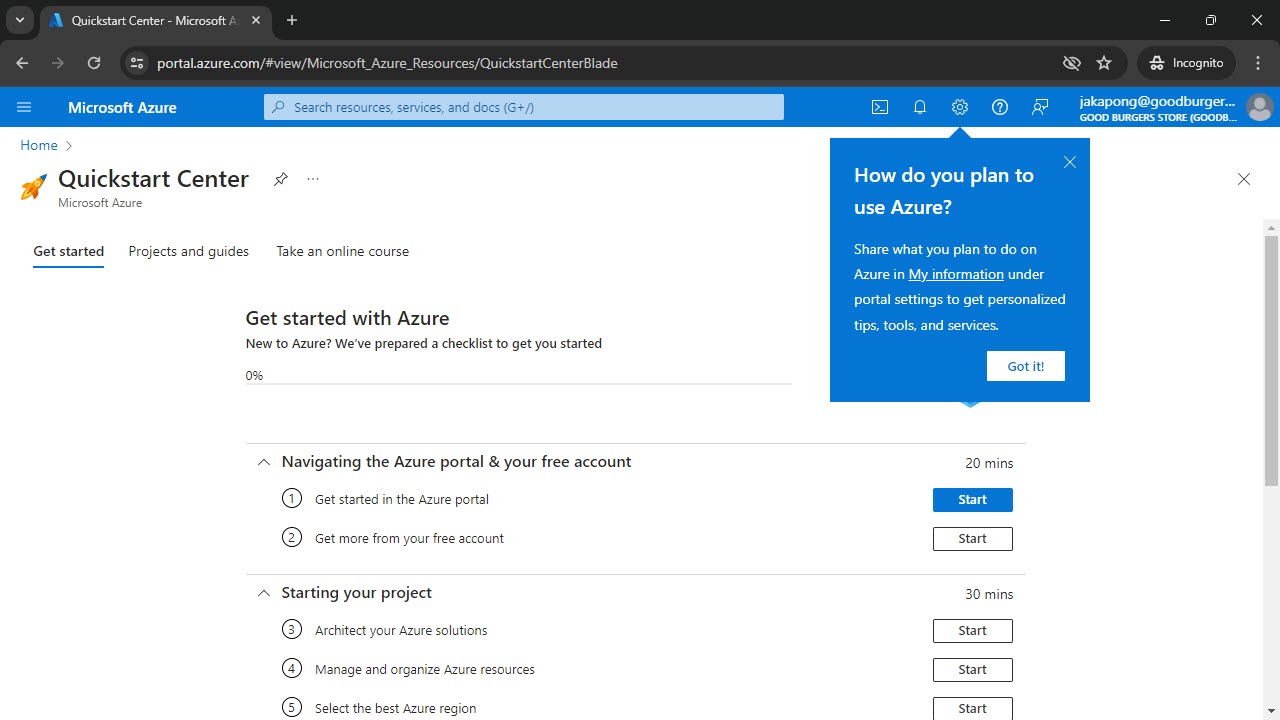 Quickstart Center - Microsoft A
portal.azure.com/#view/Microsoft_Azure_Resources/QuickstartCenterBlade
Incognito
Microsoft Azure
Search resources, services, and docs (G+/)
jakapong@goodburger...
GOOD BURGERS STORE (GOODB...
Home
Quickstart Center
...
Microsoft Azure
Get started
Projects and guides
Take an online course
How do you plan to
use Azure?
Share what you plan to do on
Azure in My information under
portal settings to get personalized
tips, tools, and services.
Got it!
Get started with Azure
New to Azure? We've prepared a checklist to get you started
0%
Navigating the Azure portal & your free account
20 mins
1 Get started in the Azure portal
Start
2 Get more from your free account
Start
Starting your project
30 mins
3 Architect your Azure solutions
Start
4 Manage and organize Azure resources
Start
5 Select the best Azure region
Start